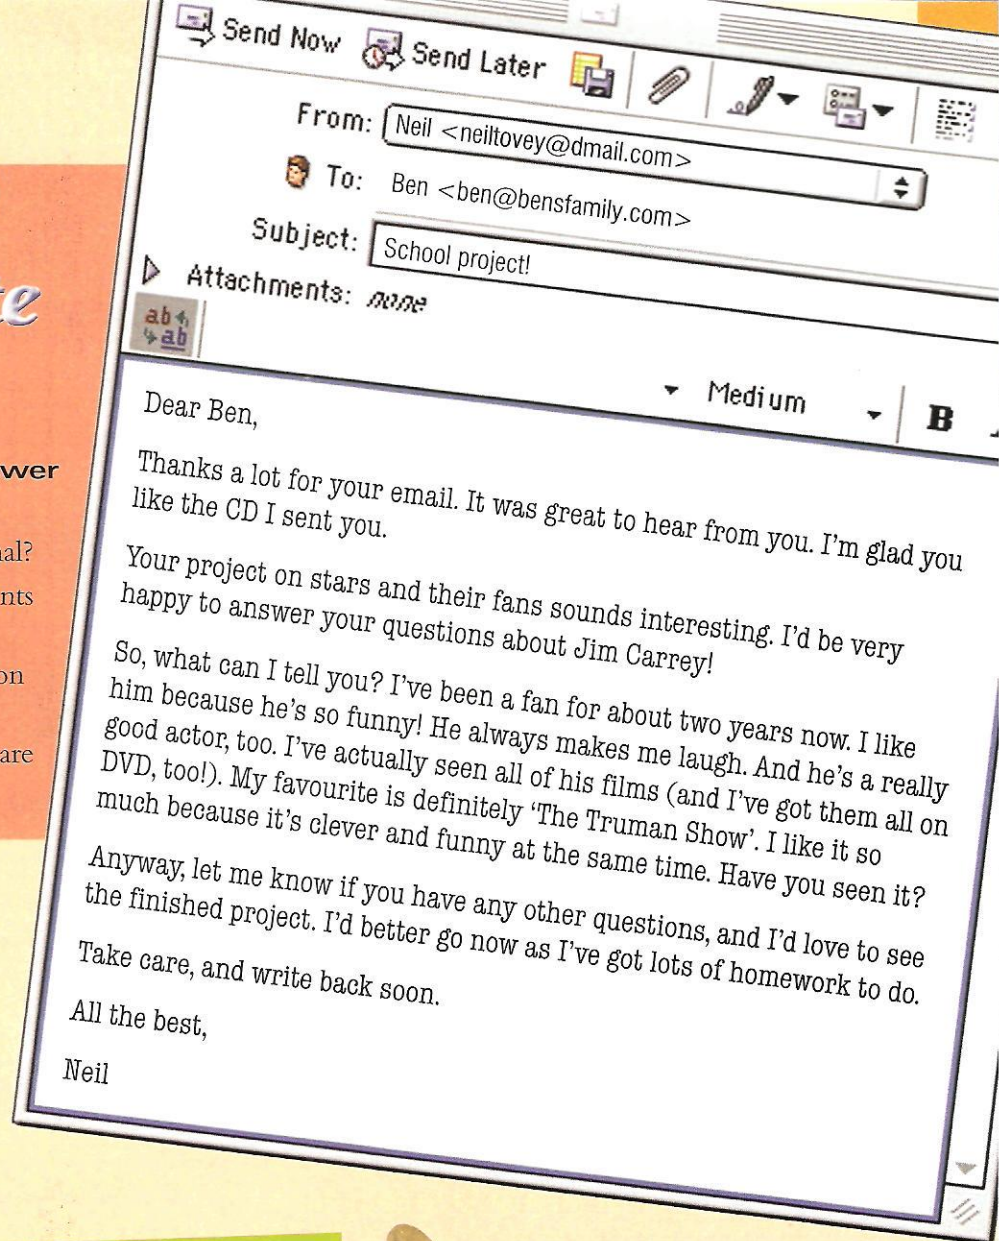 Send Now Send Later
From: Neil <neiltovey@dmail.com>
To: Ben <ben@bensfamily.com>
Subject: School project!
Attachments: none
ab
ab
Medium B
Dear Ben,
Thanks a lot for your email. It was great to hear from you. I'm glad you
like the CD I sent you.
Your project on stars and their fans sounds interesting. I'd be very
happy to answer your questions about Jim Carrey!
So, what can I tell you? I've been a fan for about two years now. I like
him because he's so funny! He always makes me laugh. And he's a really
good actor, too. I've actually seen all of his films (and I've got them all on
DVD, too!). My favourite is definitely ‘The Truman Show’. I like it so
much because it's clever and funny at the same time. Have you seen it?
Anyway, let me know if you have any other questions, and I'd love to see
the finished project. I'd better go now as I've got lots of homework to do.
Take care, and write back soon.
All the best,
Neil
wer
al?
nts
on
are